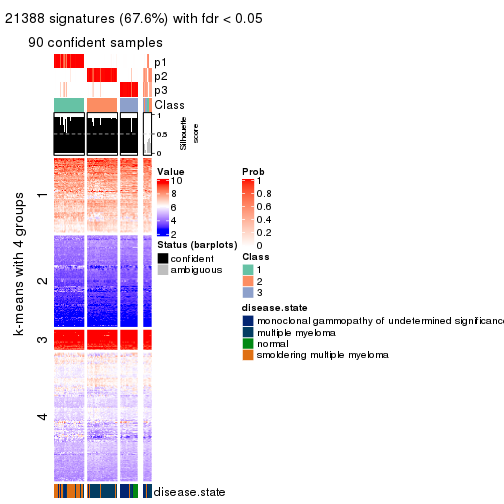 21388 signatures (67.6%) with fdr < 0.05
90 confident samples
p1
p2
p3
Class
1
0.5
0
Silhouette
score
k-means with 4 groups
1
2
3
4
disease.state
Value
10
8
6
4
2
Status (barplots)
confident
ambiguous
Prob
1
0.8
0.6
0.4
0.2
0
Class
1
2
3
disease.state
monoclonal gammopathy of undetermined significance
multiple myeloma
normal
smoldering multiple myeloma